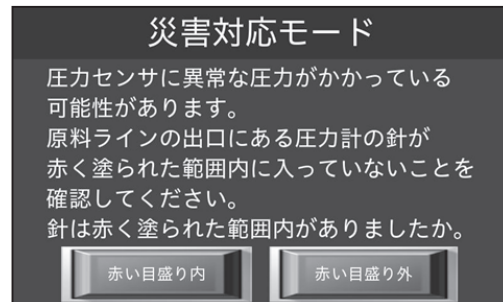 災害対応モード
圧力センサに異常な圧力がかかっている
可能性があります。
原料ラインの出口にある圧力計の針が
赤く塗られた範囲内に入っていないことを
確認してください。
針は赤く塗られた範囲内がありましたか。
赤い目盛り内
赤い目盛り外